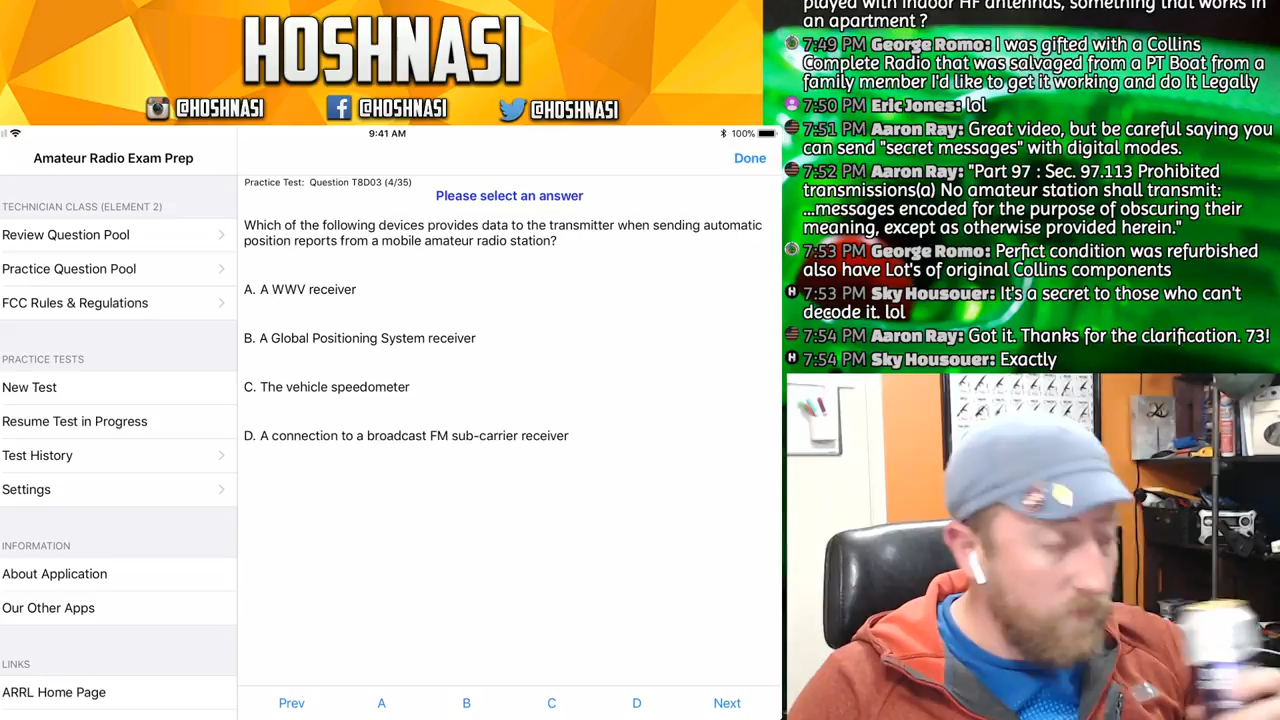 HOSHNASI
@HOSHNASI
@HOSHNASI
@HOSHNASI
9:41 AM
100%
Amateur Radio Exam Prep
Done
TECHNICIAN CLASS (ELEMENT 2)
Review Question Pool
Practice Question Pool
FCC Rules & Regulations
PRACTICE TESTS
New Test
Resume Test in Progress
Test History
Settings
INFORMATION
About Application
Our Other Apps
LINKS
ARRL Home Page
Practice Test: Question T8D03 (4/35)
Please select an answer
Which of the following devices provides data to the transmitter when sending automatic
position reports from a mobile amateur radio station?
A. A WWV receiver
B. A Global Positioning System receiver
C. The vehicle speedometer
D. A connection to a broadcast FM sub-carrier receiver
Prev
A
B
C
D
Next
played with indoor HF antennas, something that works in
an apartment ?
7:49 PM George Romo: I was gifted with a Collins
Complete Radio that was salvaged from a PT Boat from a
family member I'd like to get it working and do It Legally
7:50 PM Eric Jones: lol
7:51 PM Aaron Ray: Great video, but be careful saying you
can send "secret messages" with digital modes.
7:52 PM Aaron Ray: "Part 97 : Sec. 97.113 Prohibited
transmissions(a) No amateur station shall transmit:
...messages encoded for the purpose of obscuring their
meaning, except as otherwise provided herein."
7:53 PM George Romo: Perfict condition was refurbished
also have Lot's of original Collins components
H 7:53 PM Sky Housouer: It's a secret to those who can't
decode it. lol
7:54 PM Aaron Ray: Got it. Thanks for the clarification. 73!
H 7:54 PM Sky Housouer: Exactly